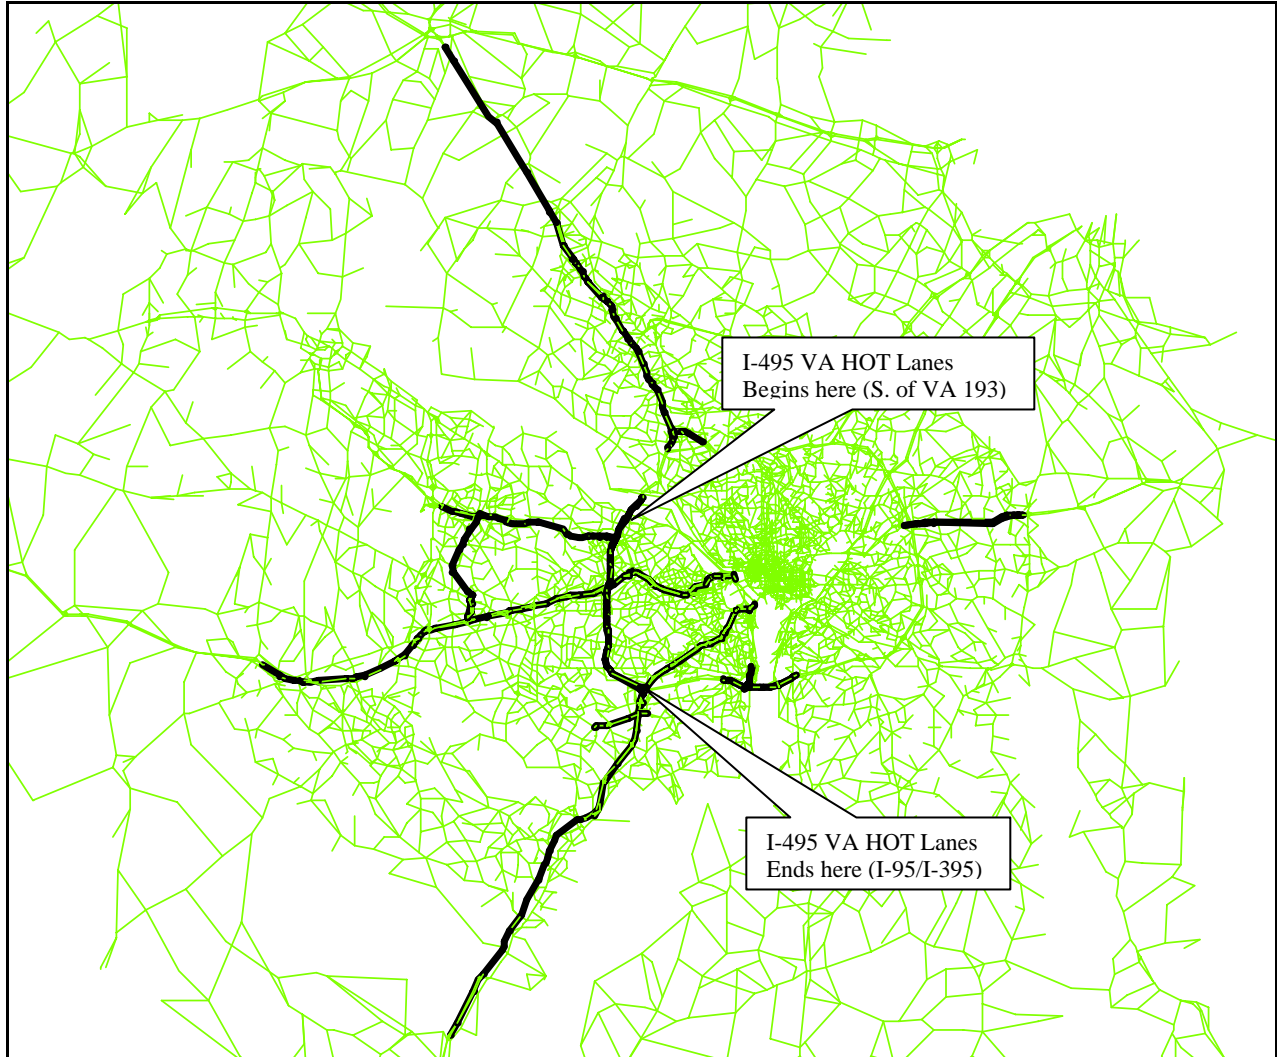 I-495 VA HOT Lanes
Begins here (S. of VA 193)
I-495 VA HOT Lanes
Ends here (I-95/I-395)